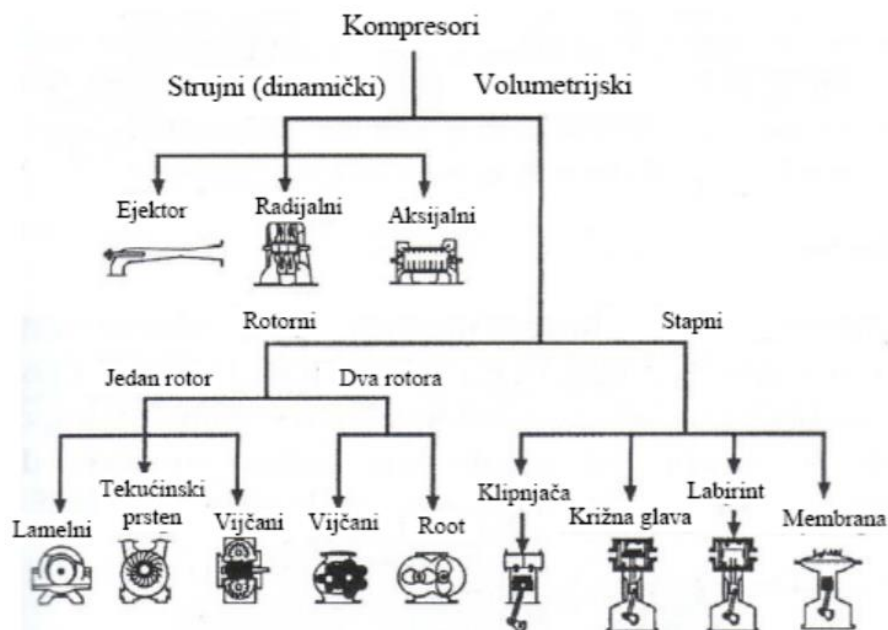 Kompresori
Strujni (dinamički)
Volumetrijski
Ejektor
Radijalni
Aksijalni
Rotorni
Stapni
Jedan rotor
Dva rotora
Lamelni
Tekućinski
prsten
Vijčani
Vijčani
Root
Klipnjača
Križna glava
Labirint
Membrana